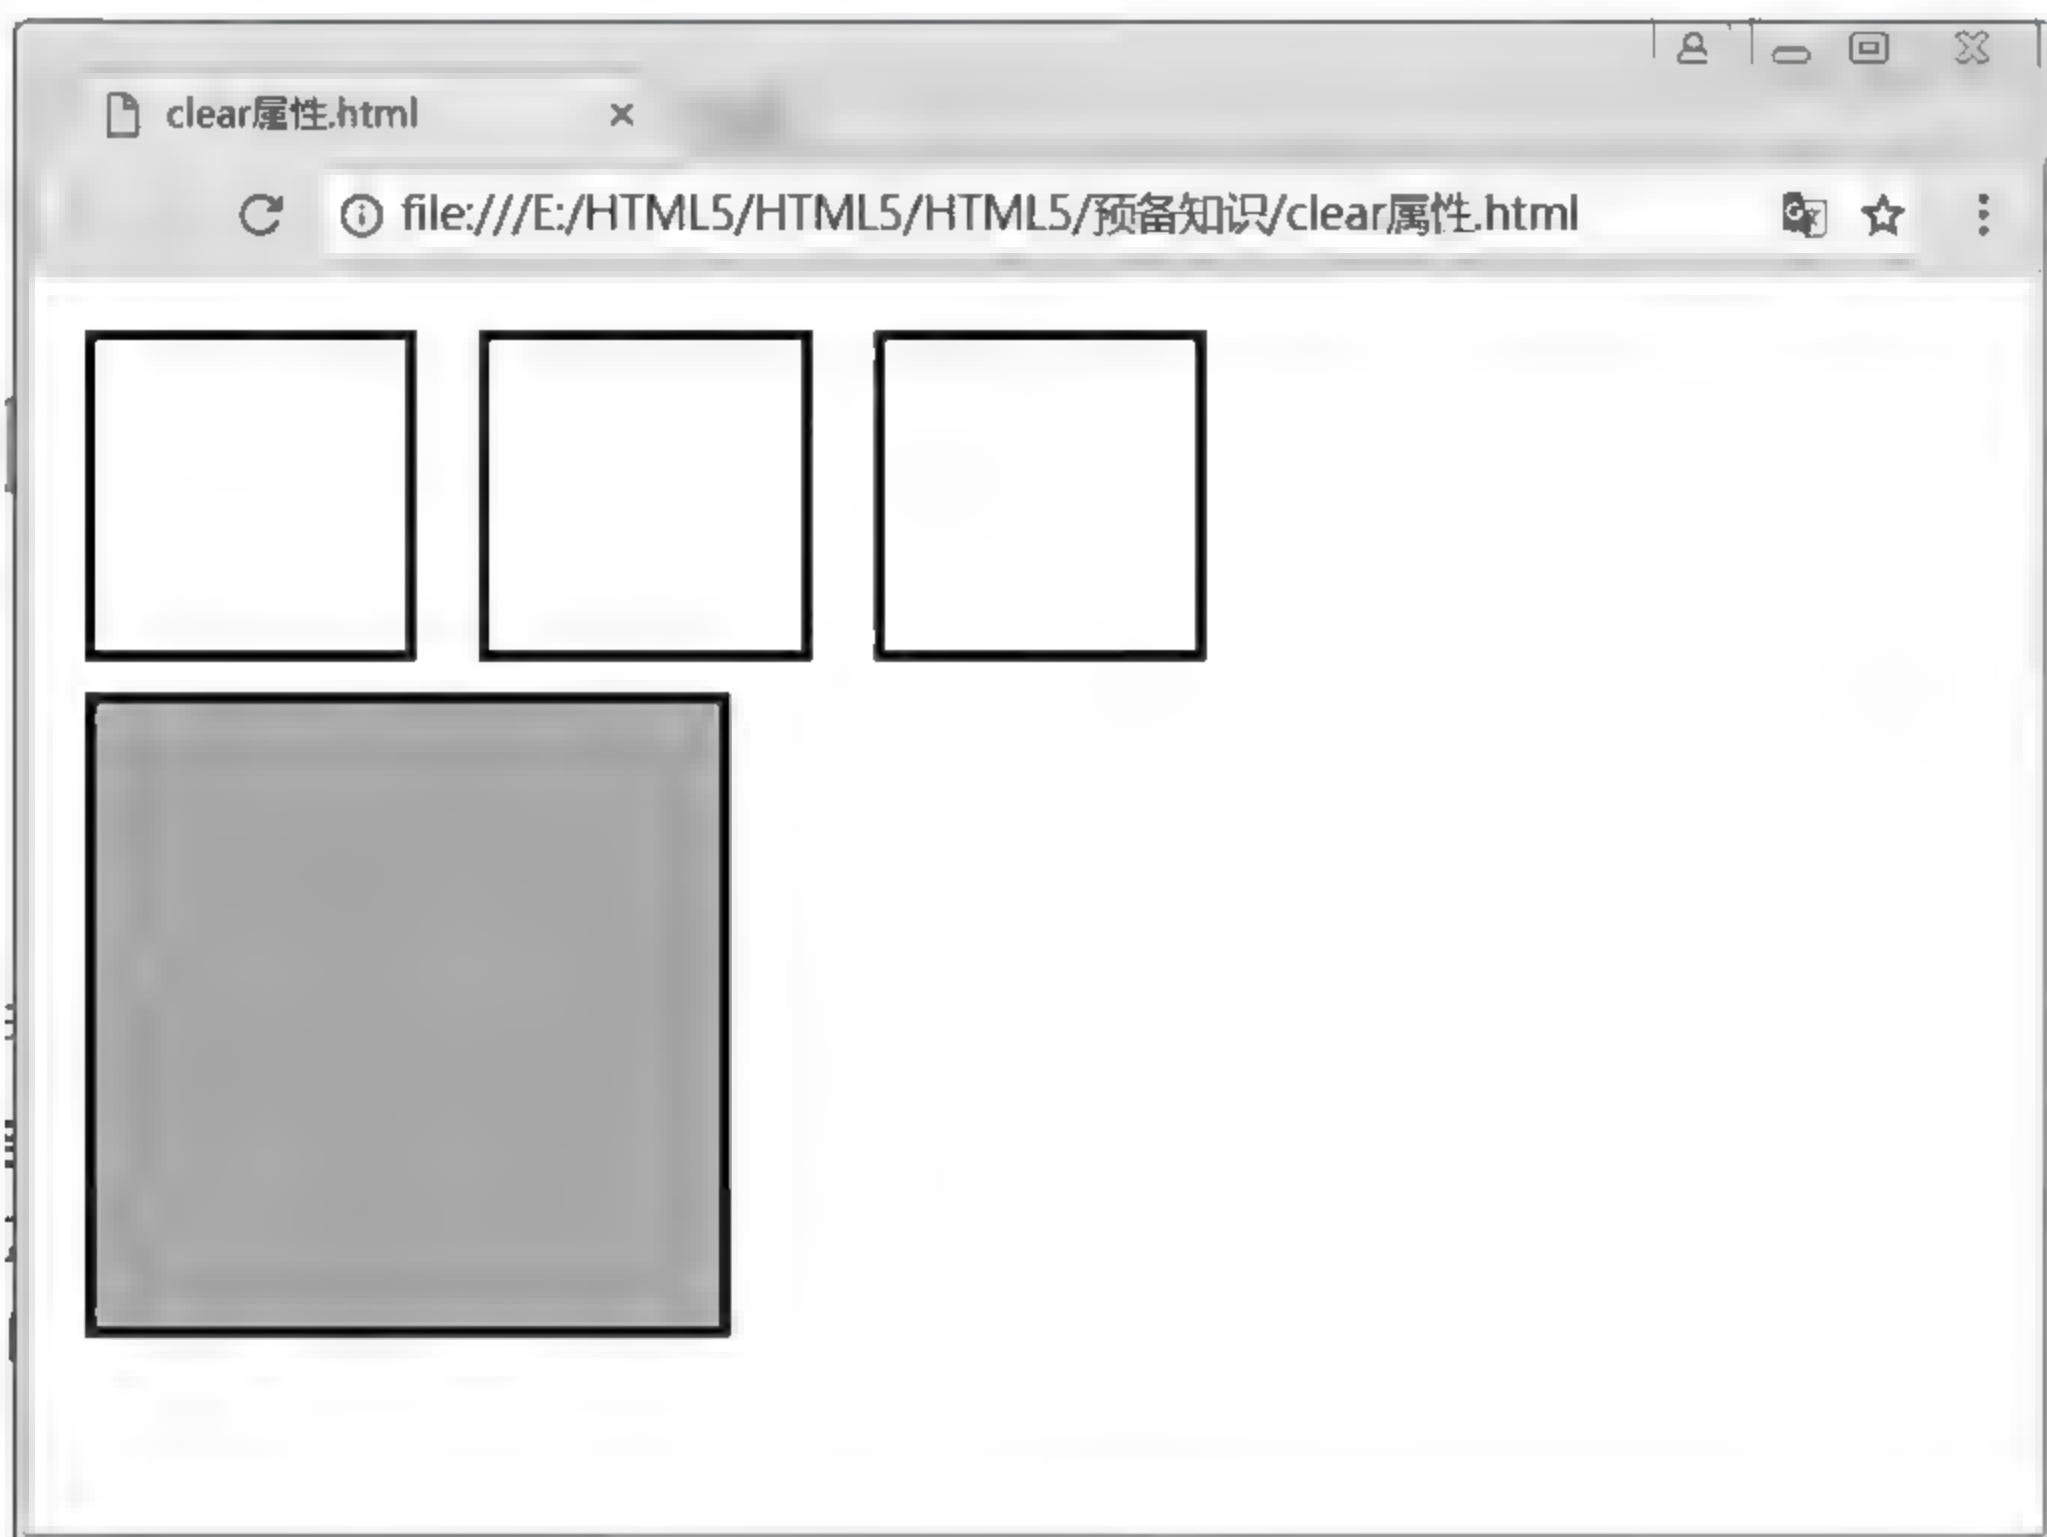 clear属性.html
file:///E:/HTML5/HTML5/HTML5/预备知识/clear属性.html